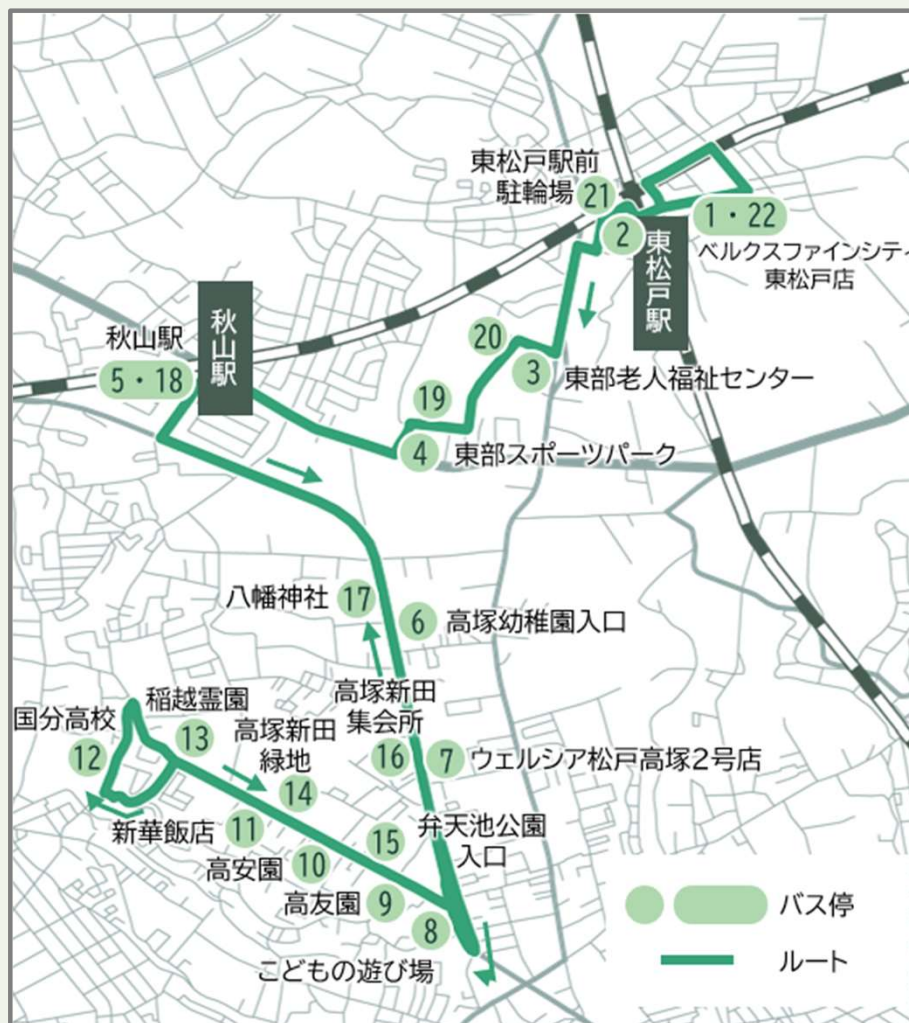 東松戸駅前
駐輪場
21
1・22
2
東松戸駅
ベルクスファインシティ
東松戸店
秋山駅
秋山駅
5・18
20
3
東部老人福祉センター
19
4
東部スポーツパーク
八幡神社
17
6
高塚幼稚園入口
高塚新田
集会所
16
7
ウェルシア松戸高塚2号店
稲越霊園
国分高校
13
12
高塚新田
緑地
14
新華飯店
11
高安園
10
15
弁天池公園
入口
高友園
9
8
こどもの遊び場
バス停
ルート